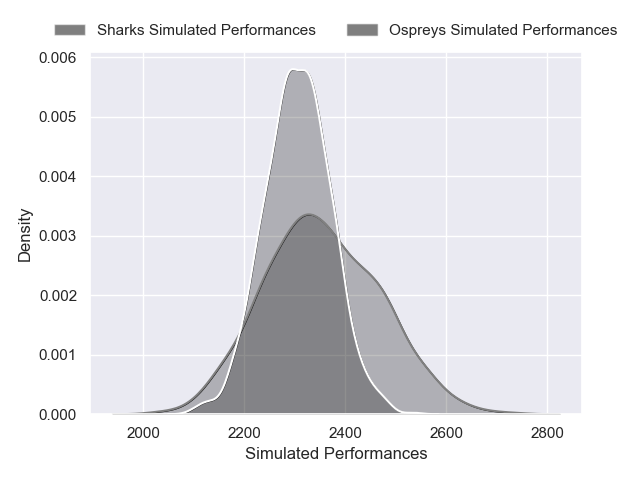 Sharks Simulated Performances Ospreys Simulated Performances
0.006
0.005
0.004
0.003
0.002
0.001
0.000
Density
2000 2200 2400 2600 2800
Simulated Performances